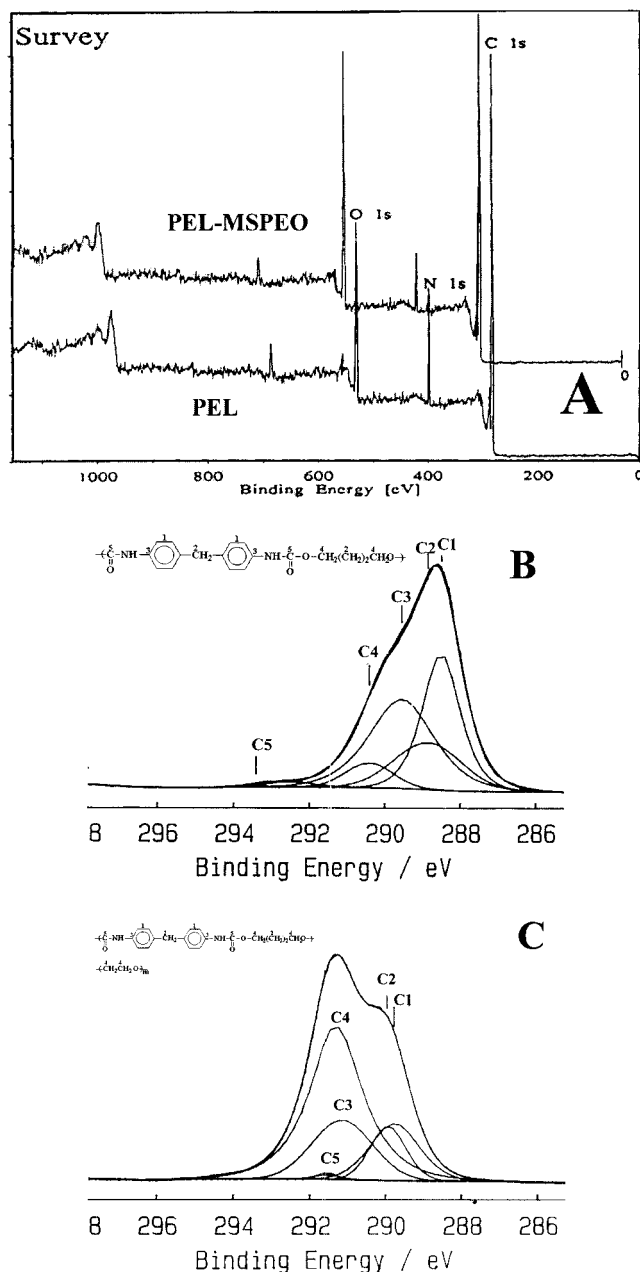 Survey
C 1s
PEL-MSPEO
O 1s
N 1s
0
A
PEL
1000 800 600 400 200 0
Binding Energy [eV]
B
C2 C1
C3
C4
C5
8 296 294 292 290 288 286
Binding Energy / eV
C
C2
C1
C4
C3
C5
8 296 294 292 290 288 286
Binding Energy / eV